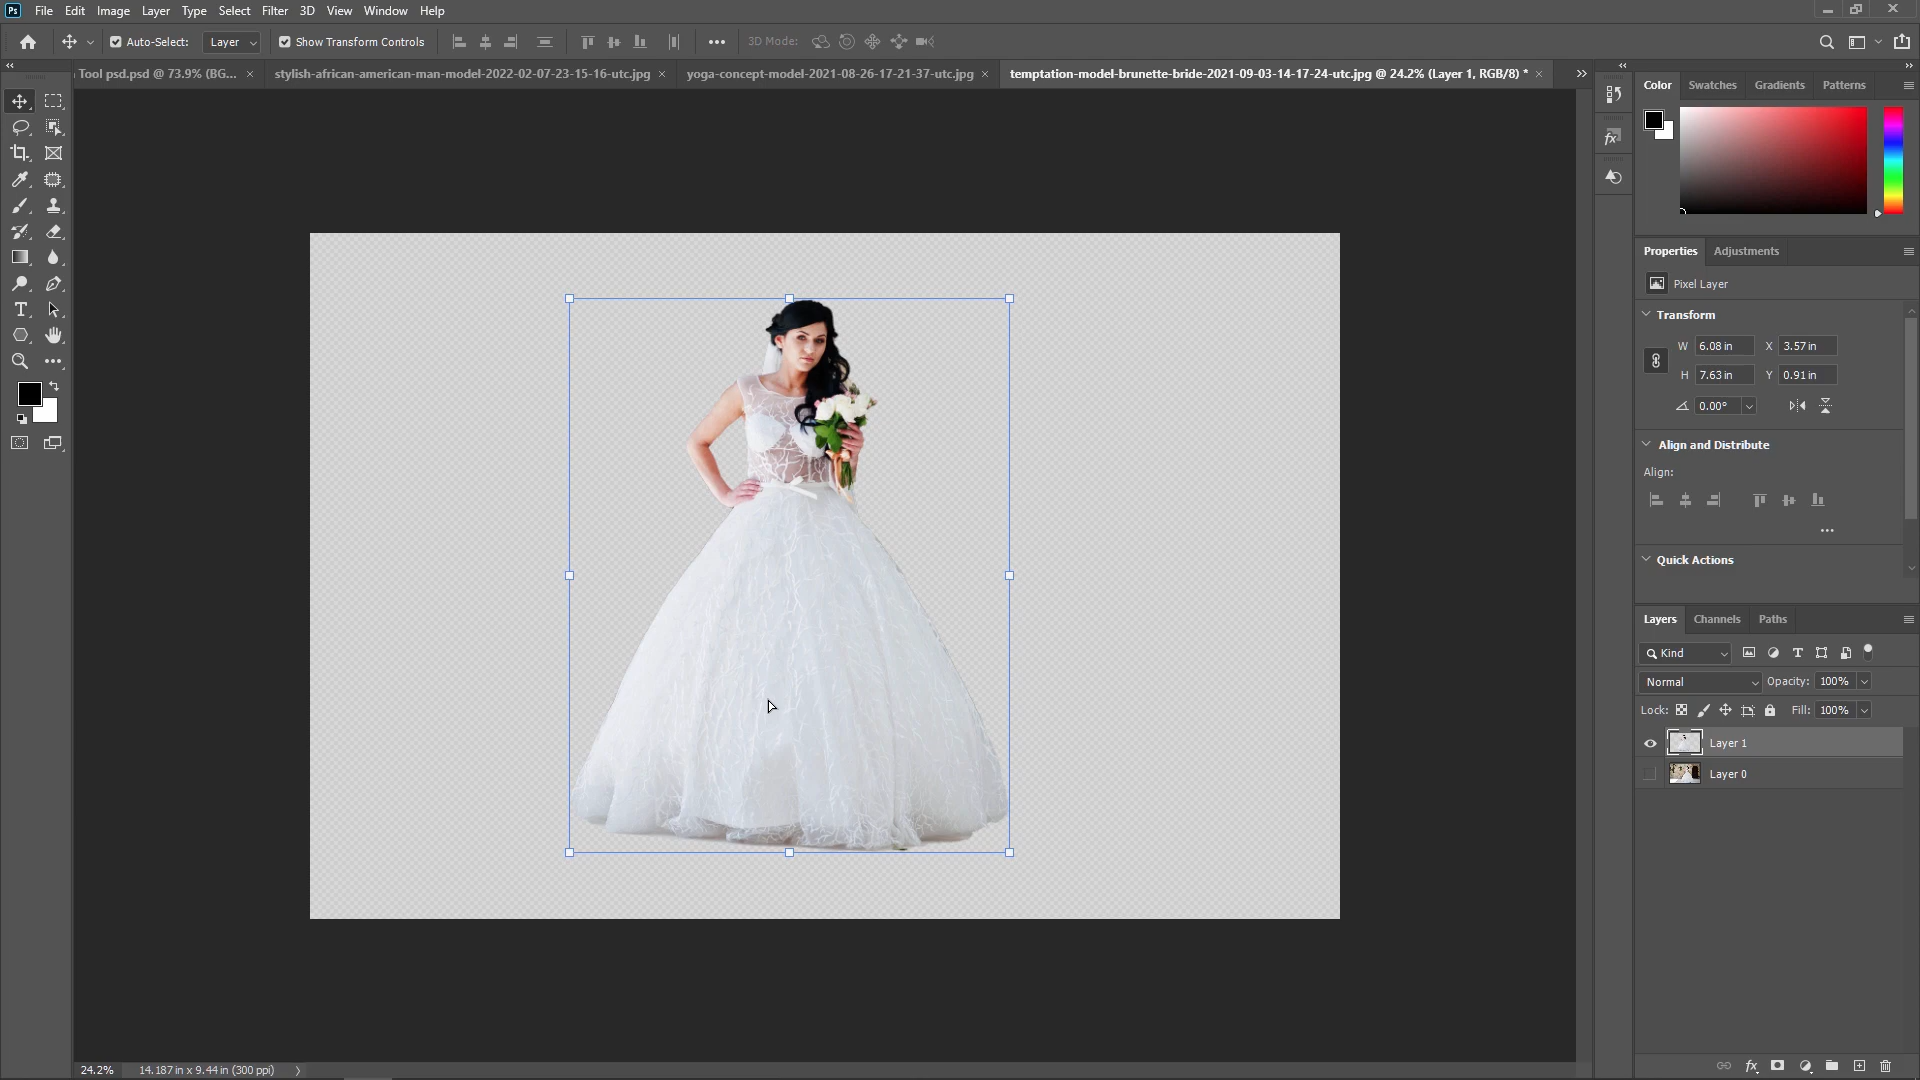 Ps File Edit Image Layer Type Select Filter 3D View Window Help
Auto-Select: Layer Show Transform Controls 3D Mode:
Tool psd.psd @ 73.9% (BG... × stylish-african-american-man-model-2022-02-07-23-15-16-utc.jpg × yoga-concept-model-2021-08-26-17-21-37-utc.jpg × temptation-model-brunette-bride-2021-09-03-14-17-24-utc.jpg @ 24.2% (Layer 1, RGB/8) * ×
Color Swatches Gradients Patterns
Properties Adjustments
Pixel Layer
Transform
W 6.08 in X 3.57 in
H 7.63 in Y 0.91 in
0.00°
Align and Distribute
Align:
Quick Actions
Layers Channels Paths
Kind
Normal Opacity: 100%
Lock: Fill: 100%
Layer 1
Layer 0
24.2% 14.187 in x 9.44 in (300 ppi)